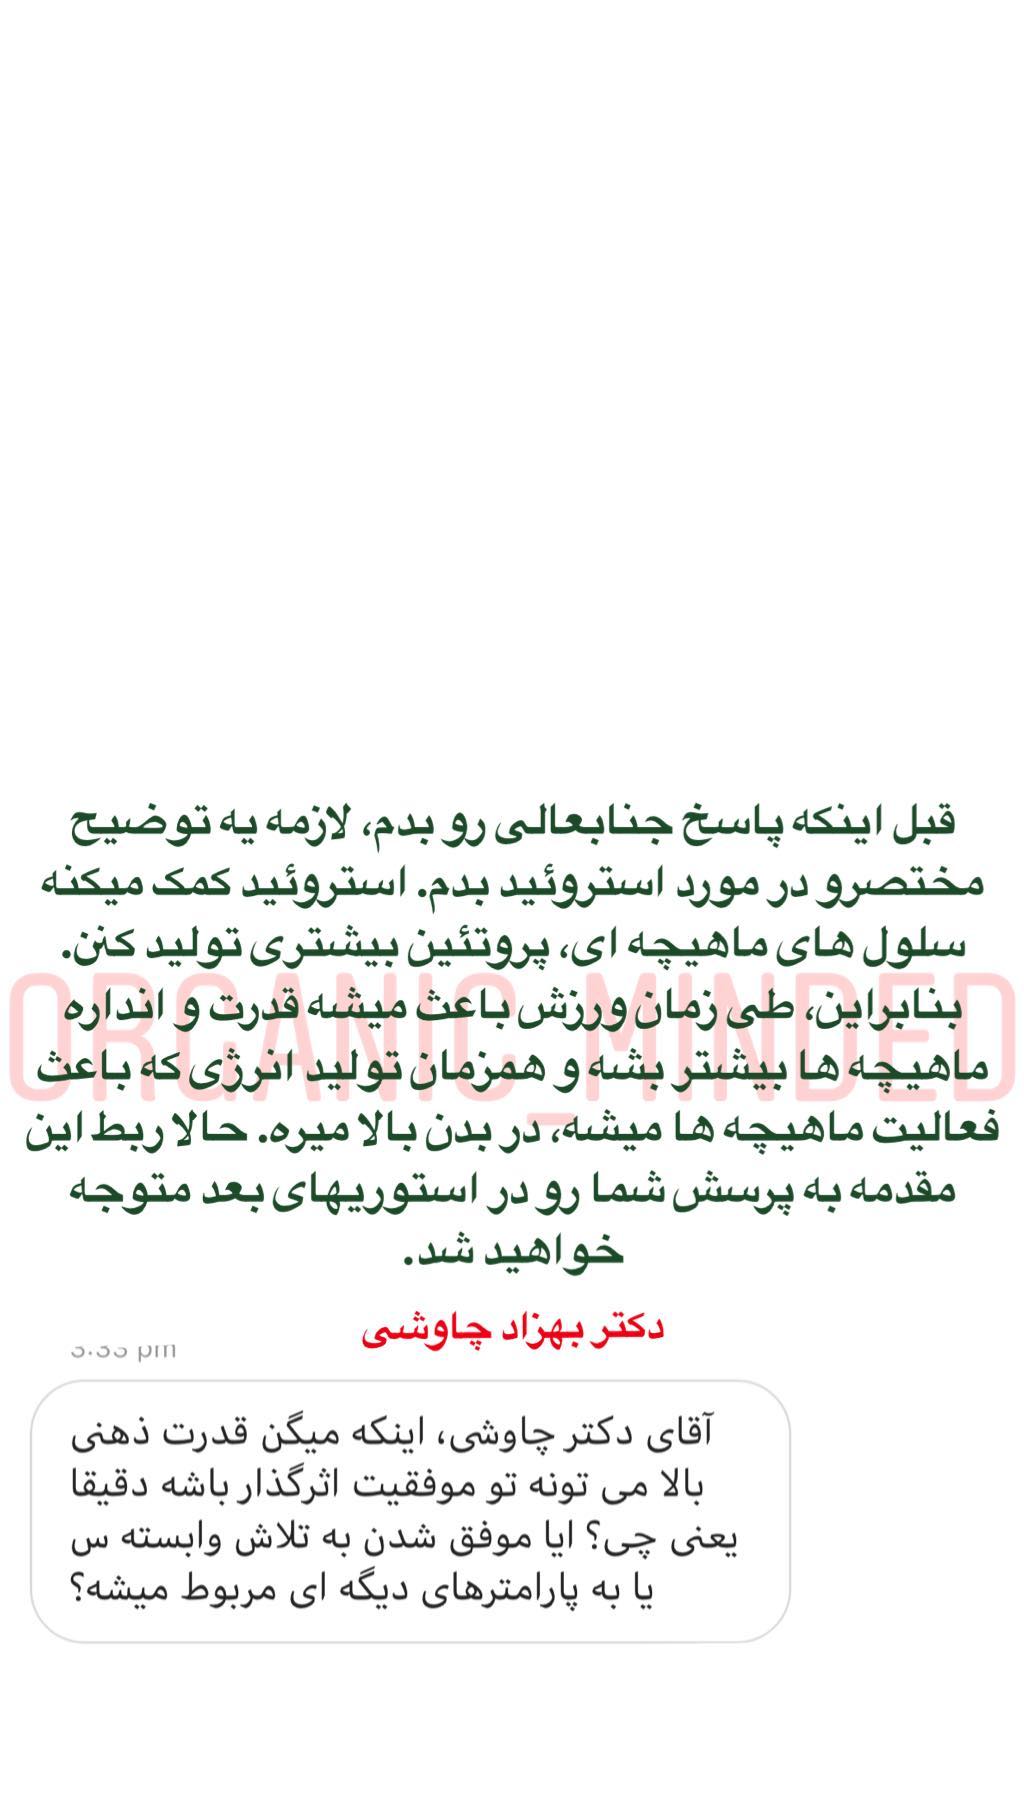 قبل اینکه پاسخ جنابعالی رو بدم، لازمه یه توضیح
مختصرو در مورد استروئید بدم. استروئید کمک میکنه
سلول های ماهیچه ای، پروتئین بیشتری تولید کنن.
بنابراین، طی زمان ورزش باعث میشه قدرت و اندازه
ماهیچه ها بیشتر بشه و همزمان تولید انرژی که باعث
فعالیت ماهیچه ها میشه، در بدن بالا میره. حالا ربط این
مقدمه به پرسش شما رو در استوریهای بعد متوجه
خواهید شد.
ORGANIC_MINDED
دکتر بهزاد چاوشی
3:33 pm
آقای دکتر چاوشی، اینکه میگن قدرت ذهنی
بالا می تونه تو موفقیت اثرگذار باشه دقیقا
یعنی چی؟ ایا موفق شدن به تلاش وابسته س
یا به پارامترهای دیگه ای مربوط میشه؟